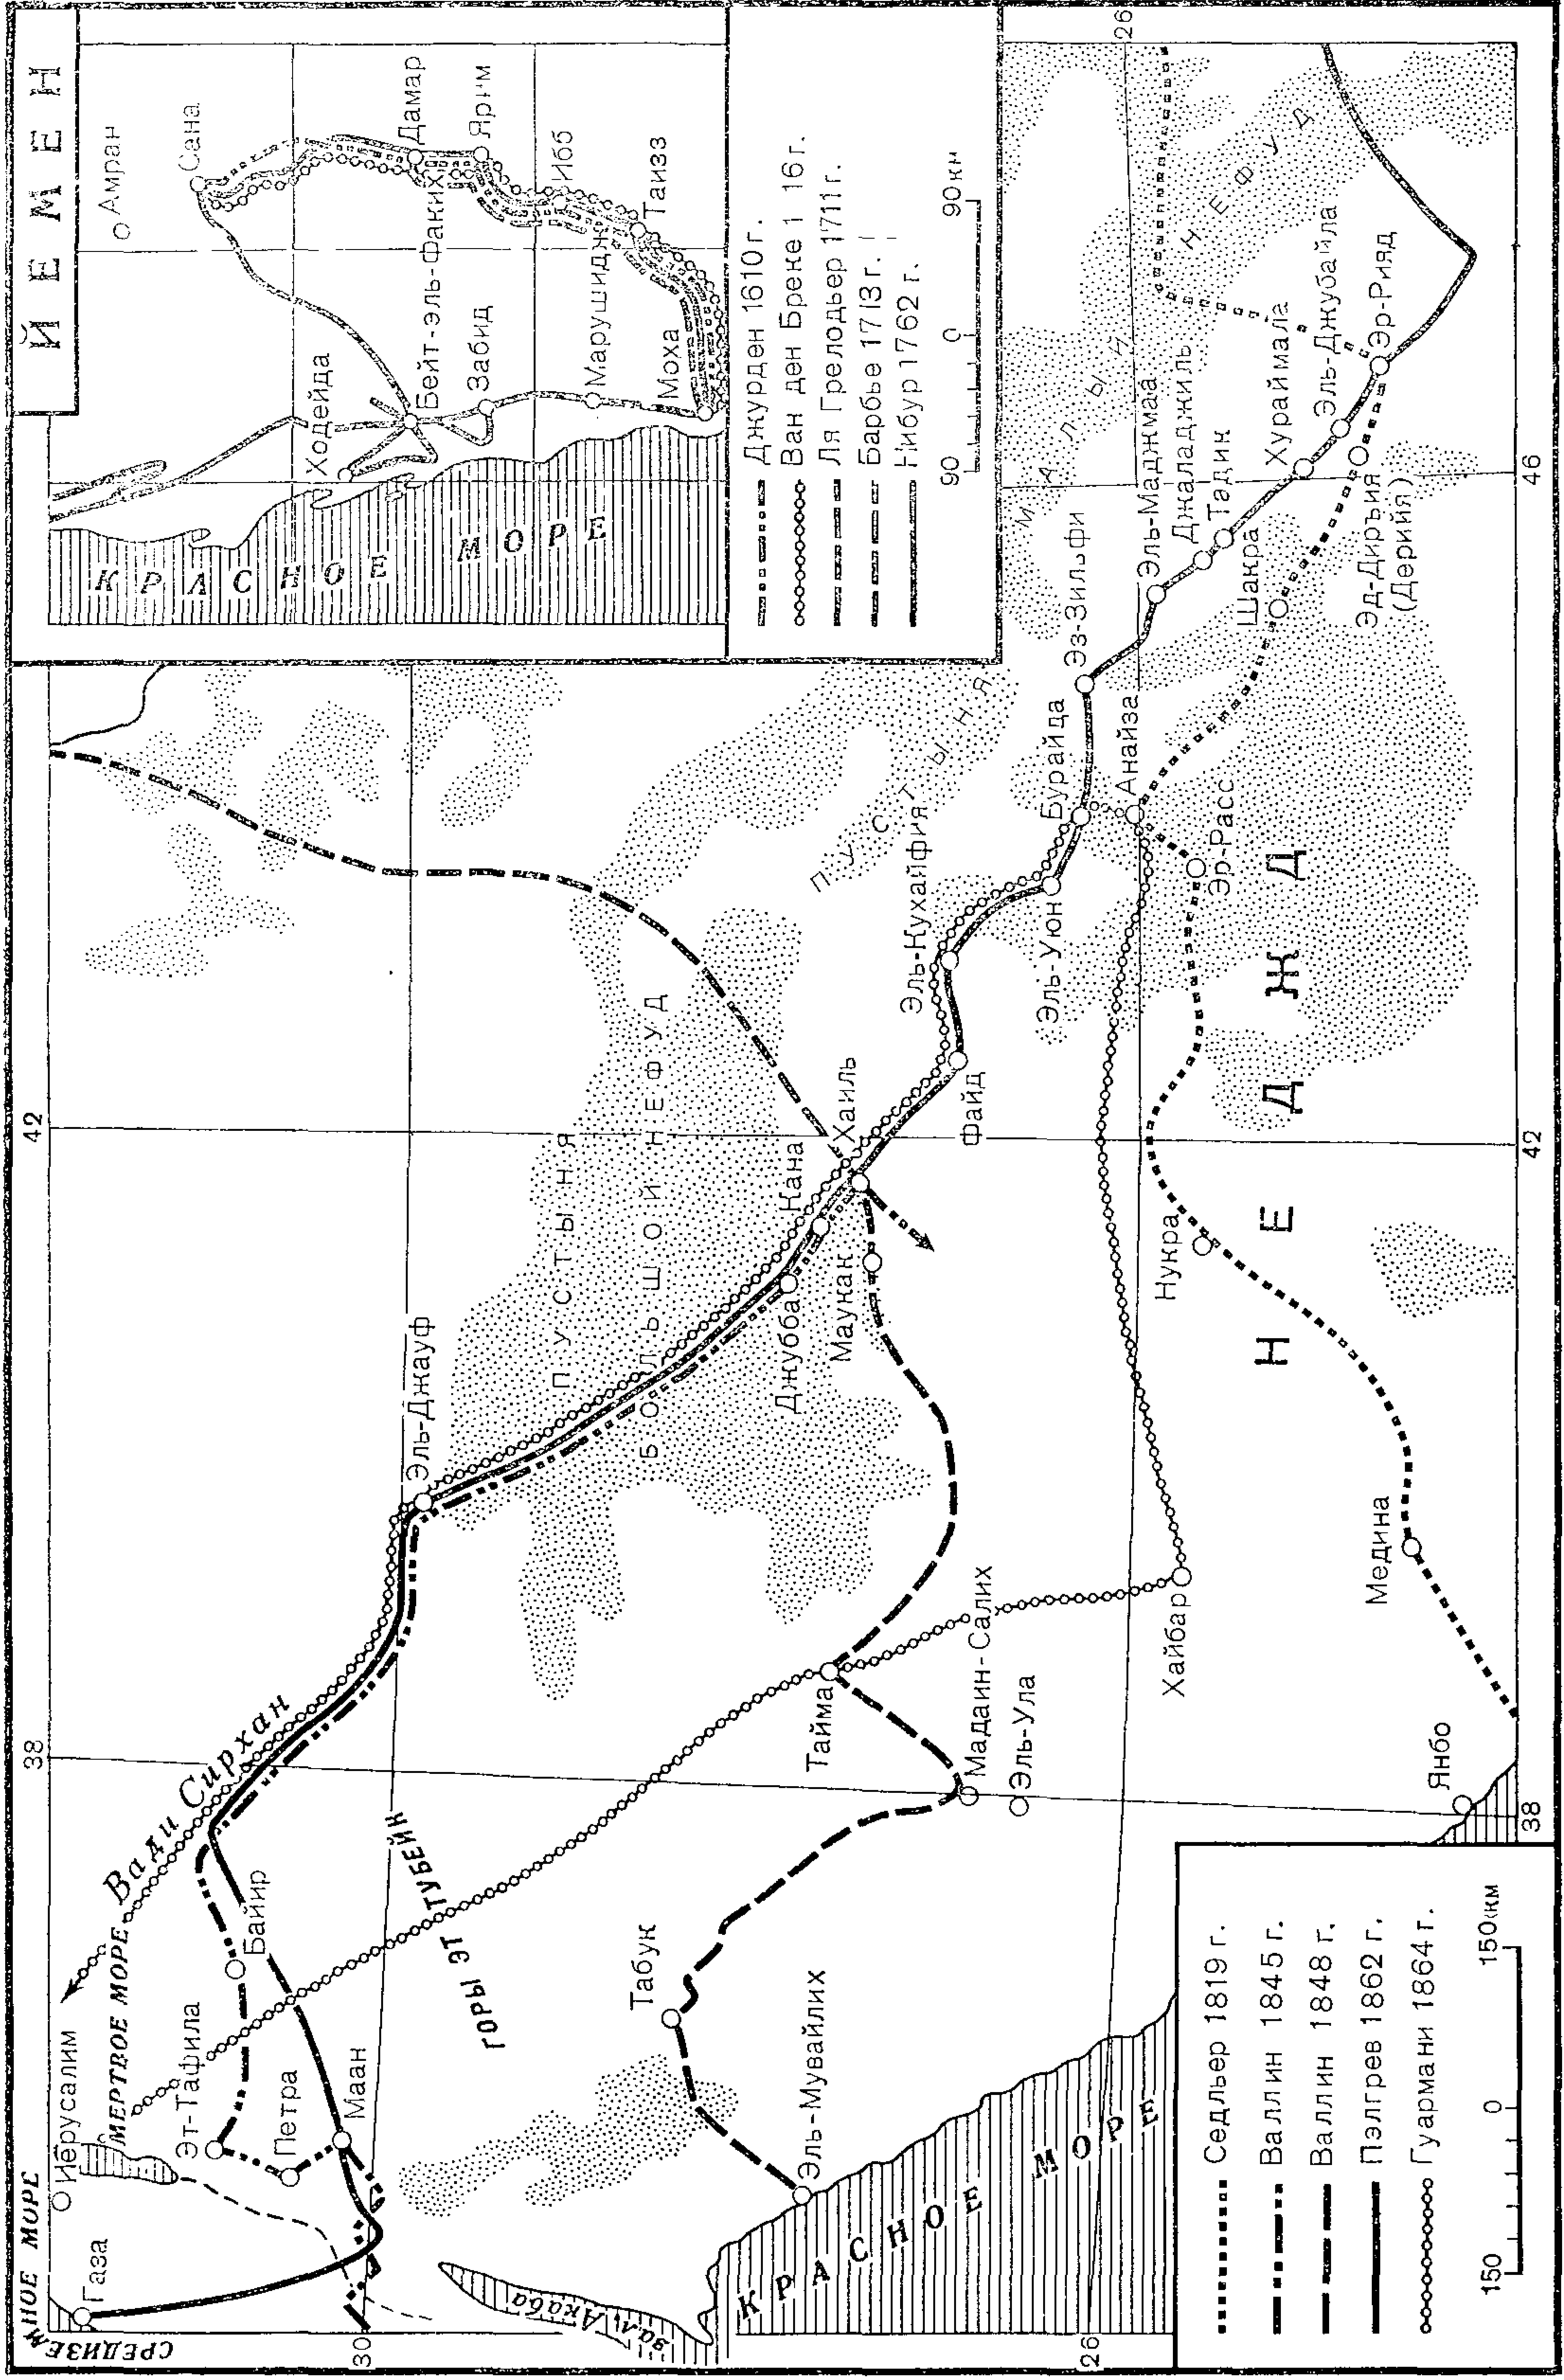 ЙЕМЕН
Амран
Сана
Дамар
Ярим
Ибб
Таизз
Ходейда
Бейт-эль-Факих
Забид
Марушидж
Моха
КРАСНОЕ МОРЕ
Джурден 1610 г.
Ван ден Бреке 1 16 г.
Ля Грелодьер 1711 г.
Барбье 1713 г.
Нибур 1762 г.
90 0 90 км
СРЕДИЗЕМНОЕ МОРЕ
Газа
Иерусалим
МЕРТВОЕ МОРЕ
Вади Сирхан
Эт-Тафила
Байир
Петра
Маан
зал. Акаба
ГОРЫ ЭТ ТУБЕЙК
Эль-Джауф
ПУСТЫНЯ
БОЛЬШОЙ НЕФУД
Табук
Эль-Мувайлих
КРАСНОЕ МОРЕ
Тайма
Мадаин-Салих
Эль-Ула
Хайбар
Янбо
Медина
Джубба
Кана
Хаиль
Маукак
Файд
Эль-Кухайфия
Эль-Уюн
Бурайда
Анайза
Эр-Расс
Нукра
НЕДЖД
ПУСТЫНЯ
МАЛЫЙ НЕФУД
Эз-Зильфи
Эль-Маджмаа
Джаладжиль
Тадик
Шакра
Хураймала
Эль-Джубайла
Эд-Диръия
(Дерийя)
Эр-Рияд
38
42
30
26
26
46
42
38
Седльер 1819 г.
Валлин 1845 г.
Валлин 1848 г.
Пэлгрев 1862 г.
Гуармани 1864 г.
150 0 150 км